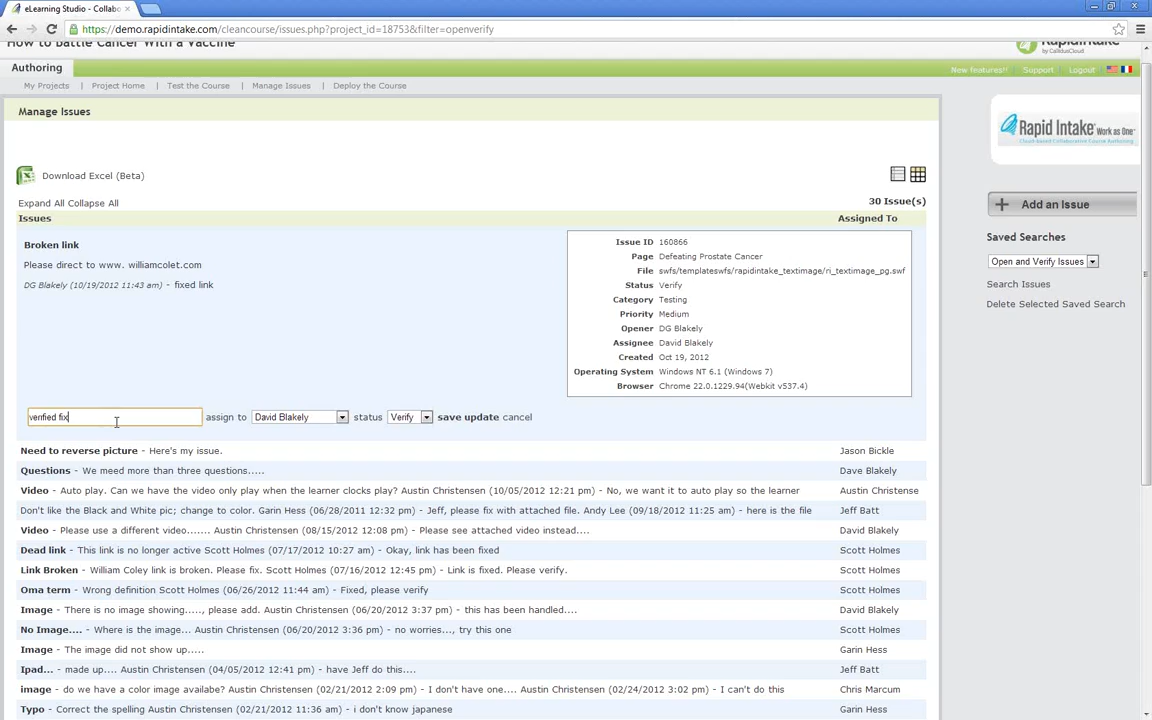 eLearning Studio - Collabo
https://demo.rapidintake.com/cleancourse/issues.php?project_id=18753&filter=openverify
How to Battle Cancer With a Vaccine
RapidIntake
by CallidusCloud
Authoring
New features!! Support Logout
My Projects | Project Home | Test the Course | Manage Issues | Deploy the Course
Manage Issues
Rapid Intake Work as One™
Cloud-Based Collaborative Course Authoring
Download Excel (Beta)
Expand All Collapse All
30 Issue(s)
Add an Issue
Issues Assigned To
Saved Searches
Open and Verify Issues
Search Issues
Delete Selected Saved Search
Broken link
Please direct to www. williamcolet.com
DG Blakely (10/19/2012 11:43 am) - fixed link
Issue ID 160866
Page Defeating Prostate Cancer
File swfs/templateswfs/rapidintake_textimage/ri_textimage_pg.swf
Status Verify
Category Testing
Priority Medium
Opener DG Blakely
Assignee David Blakely
Created Oct 19, 2012
Operating System Windows NT 6.1 (Windows 7)
Browser Chrome 22.0.1229.94(Webkit v537.4)
verified fix assign to David Blakely status Verify save update cancel
Need to reverse picture - Here's my issue. Jason Bickle
Questions - We meed more than three questions..... Dave Blakely
Video - Auto play. Can we have the video only play when the learner clocks play? Austin Christensen (10/05/2012 12:21 pm) - No, we want it to auto play so the learner Austin Christense
Don't like the Black and White pic; change to color. Garin Hess (06/28/2011 12:32 pm) - Jeff, please fix with attached file. Andy Lee (09/18/2012 11:25 am) - here is the file Jeff Batt
Video - Please use a different video....... Austin Christensen (08/15/2012 12:08 pm) - Please see attached video instead.... David Blakely
Dead link - This link is no longer active Scott Holmes (07/17/2012 10:27 am) - Okay, link has been fixed Scott Holmes
Link Broken - William Coley link is broken. Please fix. Scott Holmes (07/16/2012 12:45 pm) - Link is fixed. Please verify. Scott Holmes
Oma term - Wrong definition Scott Holmes (06/26/2012 11:44 am) - Fixed, please verify Scott Holmes
Image - There is no image showing....., please add. Austin Christensen (06/20/2012 3:37 pm) - this has been handled.... David Blakely
No Image.... - Where is the image... Austin Christensen (06/20/2012 3:36 pm) - no worries..., try this one Scott Holmes
Image - The image did not show up..... Garin Hess
Ipad... - made up.... Austin Christensen (04/05/2012 12:41 pm) - have Jeff do this.... Jeff Batt
image - do we have a color image availabe? Austin Christensen (02/21/2012 2:09 pm) - I don't have one.... Austin Christensen (02/24/2012 3:02 pm) - I can't do this Chris Marcum
Typo - Correct the spelling Austin Christensen (02/21/2012 11:36 am) - i don't know japanese Garin Hess